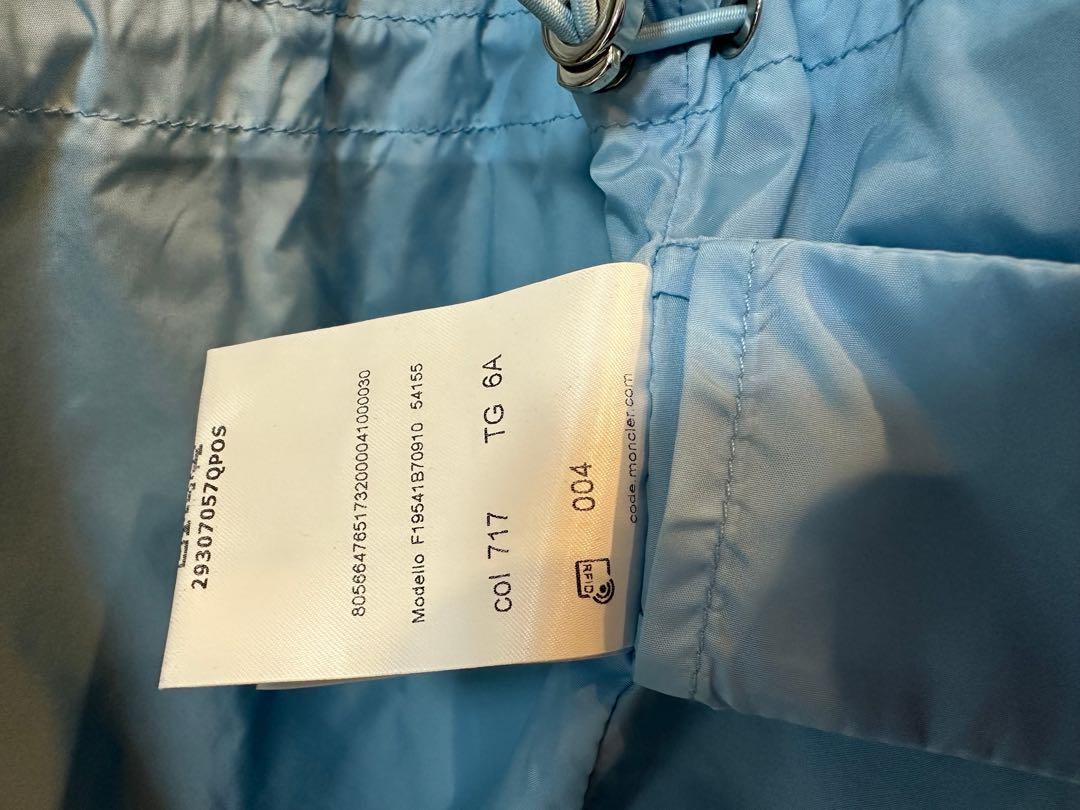 29307057QPOS
8056647651732000041000030
Modello F19541B70910 54155
col 717 TG 6A
RFID 004
code.moncler.com